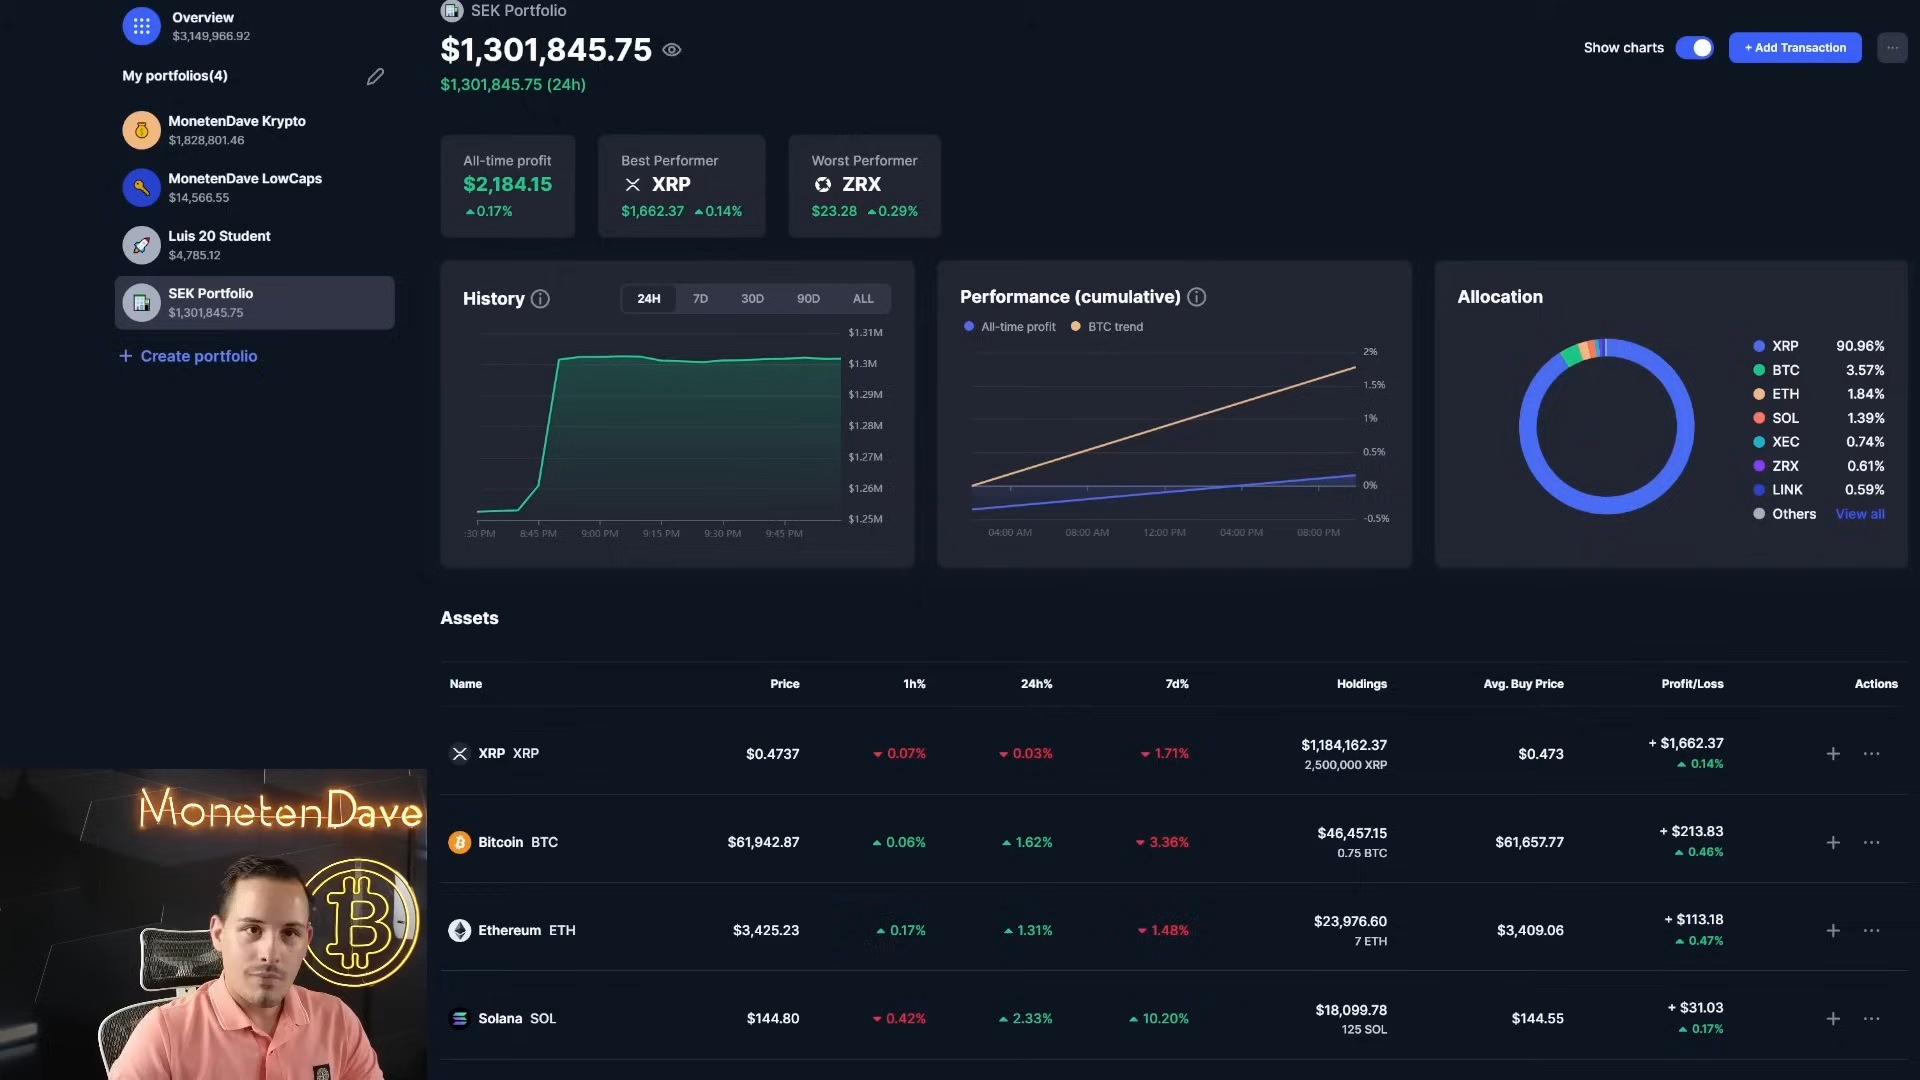 Overview
$3,149,966.92
My portfolios(4)
MonetenDave Krypto
$1,828,801.46
MonetenDave LowCaps
$14,566.55
Luis 20 Student
$4,785.12
SEK Portfolio
$1,301,845.75
+ Create portfolio
SEK Portfolio
$1,301,845.75
$1,301,845.75 (24h)
Show charts
+ Add Transaction
All-time profit
$2,184.15
0.17%
Best Performer
XRP
$1,662.37 0.14%
Worst Performer
ZRX
$23.28 0.29%
History
24H 7D 30D 90D ALL
$1.31M
$1.3M
$1.29M
$1.28M
$1.27M
$1.26M
$1.25M
:30 PM 8:45 PM 9:00 PM 9:15 PM 9:30 PM 9:45 PM
Performance (cumulative)
All-time profit BTC trend
2%
1.5%
1%
0.5%
0%
-0.5%
04:00 AM 08:00 AM 12:00 PM 04:00 PM 08:00 PM
Allocation
XRP 90.96%
BTC 3.57%
ETH 1.84%
SOL 1.39%
XEC 0.74%
ZRX 0.61%
LINK 0.59%
Others View all
Assets
Name Price 1h% 24h% 7d% Holdings Avg. Buy Price Profit/Loss Actions
XRP XRP $0.4737 0.07% 0.03% 1.71% $1,184,162.37 $0.473 + $1,662.37
2,500,000 XRP 0.14%
Bitcoin BTC $61,942.87 0.06% 1.62% 3.36% $46,457.15 $61,657.77 + $213.83
0.75 BTC 0.46%
Ethereum ETH $3,425.23 0.17% 1.31% 1.48% $23,976.60 $3,409.06 + $113.18
7 ETH 0.47%
Solana SOL $144.80 0.42% 2.33% 10.20% $18,099.78 $144.55 + $31.03
125 SOL 0.17%
MonetenDave